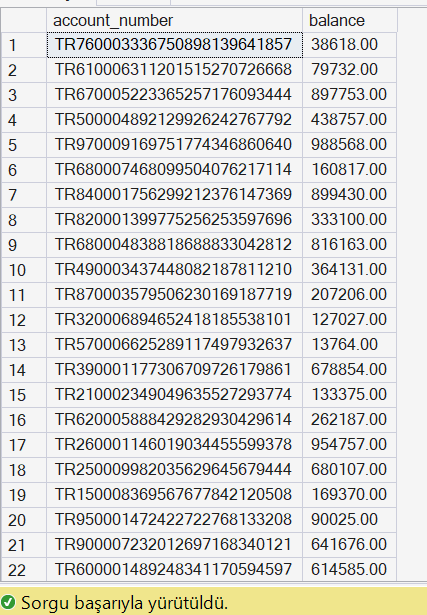 account_number balance
1 TR760003336750898139641857 38618.00
2 TR610006311201515270726668 79732.00
3 TR670005223365257176093444 897753.00
4 TR500004892129926242767792 438757.00
5 TR970009169751774346860640 988568.00
6 TR680007468099504076217114 160817.00
7 TR840001756299212376147369 899430.00
8 TR820001399775256253597696 333100.00
9 TR680004838818688833042812 816163.00
10 TR490003437448082187811210 364131.00
11 TR870003579506230169187719 207206.00
12 TR320006894652418185538101 127027.00
13 TR570006625289117497932637 13764.00
14 TR390001177306709726179861 678854.00
15 TR210002349049635527293774 133375.00
16 TR620005888429282930429614 262187.00
17 TR260001146019034455599378 954757.00
18 TR250009982035629645679444 680107.00
19 TR150008369567677842120508 169370.00
20 TR950001472422722768133208 90025.00
21 TR900007232012697168340121 641676.00
22 TR600001489248341170594597 614585.00
Sorgu başarıyla yürütüldü.